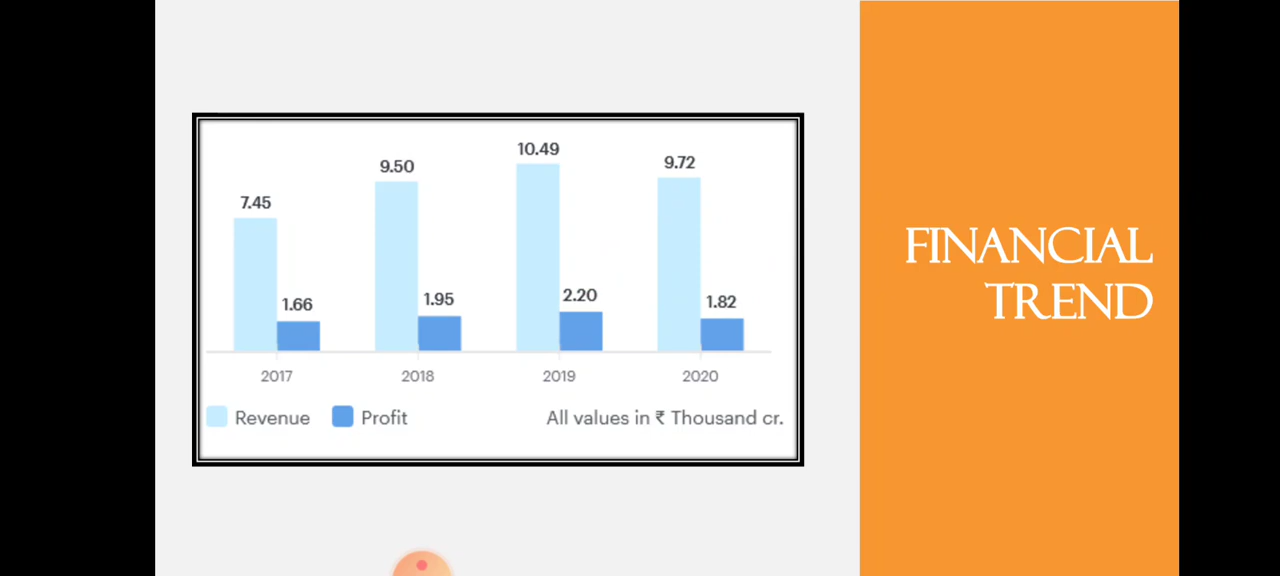 10.49
9.50
9.72
7.45
1.66
1.95
2.20
1.82
2017 2018 2019 2020
Revenue Profit All values in ₹ Thousand cr.
FINANCIAL
TREND